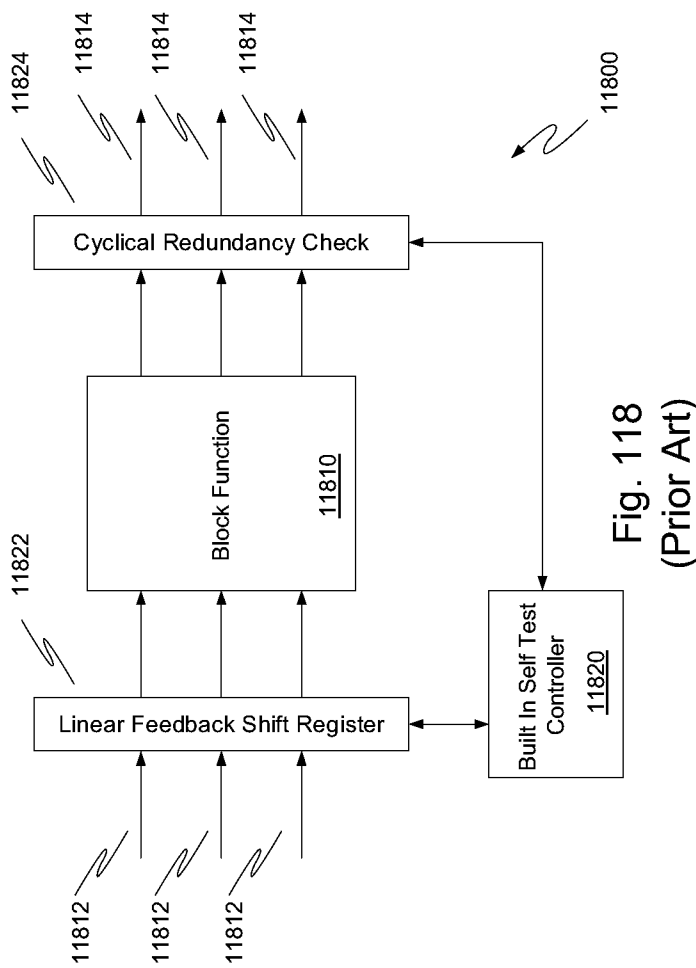 11812
11812
11812
11822
Linear Feedback Shift Register
Block Function
11810
Cyclical Redundancy Check
11824
11814
11814
11814
Built In Self Test
Controller
11820
11800
Fig. 118
(Prior Art)